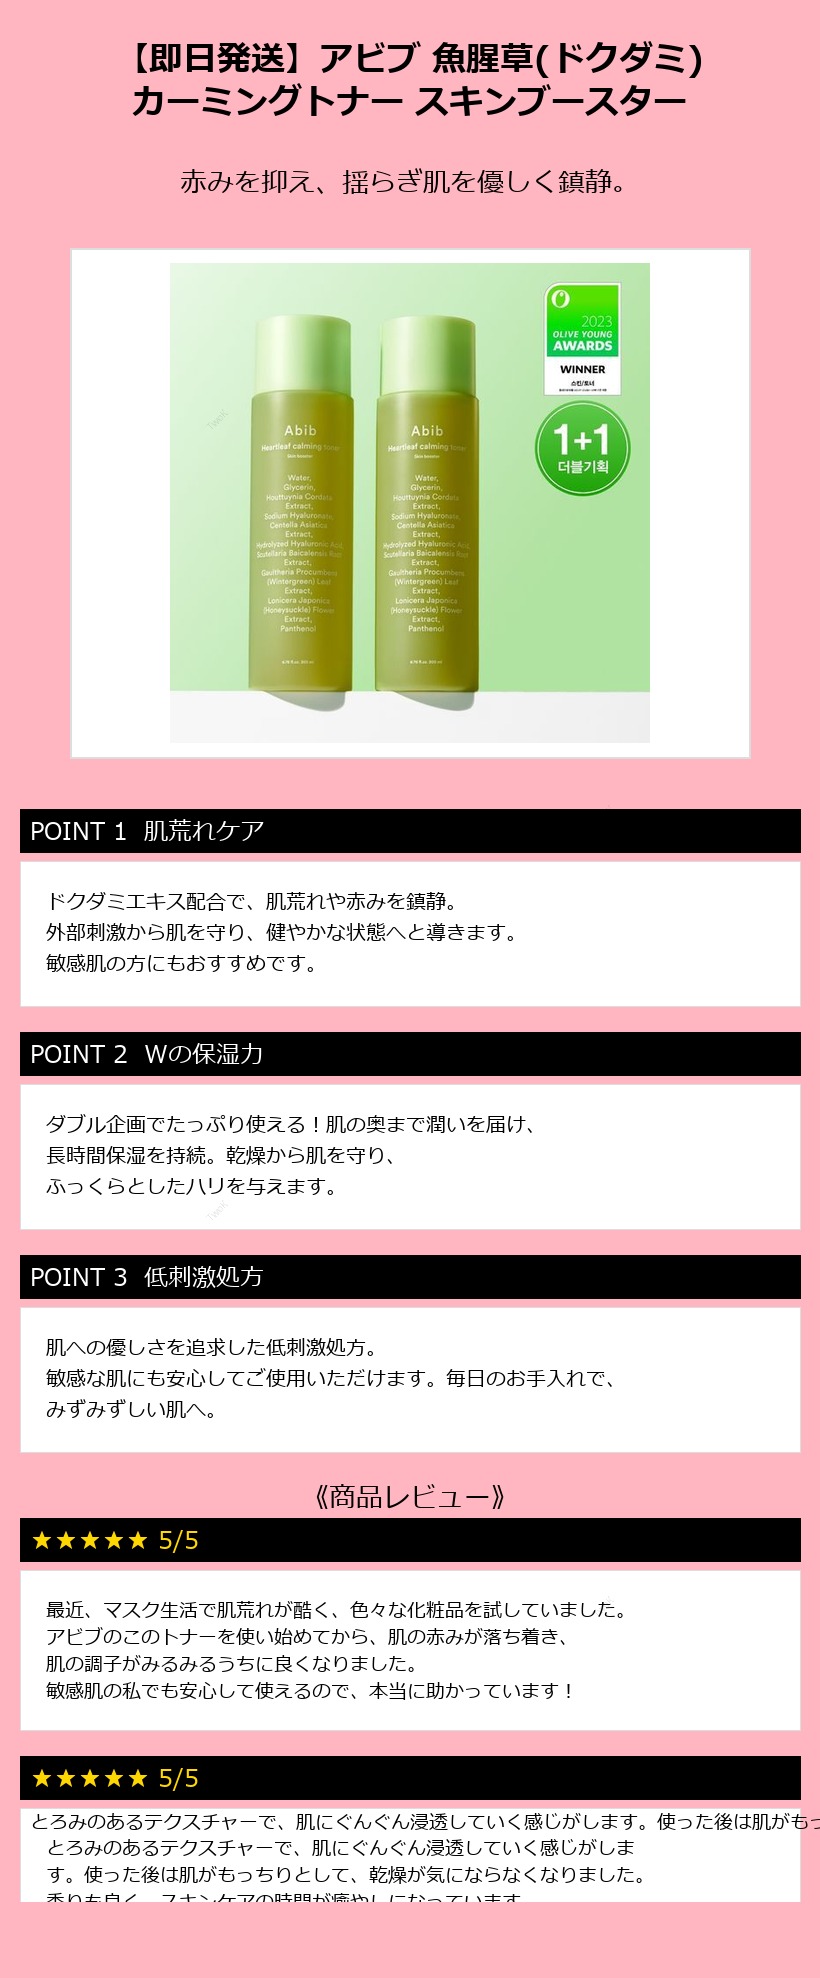 【即日発送】アビブ 魚腥草(ドクダミ)
カーミングトナー スキンブースター
赤みを抑え、揺らぎ肌を優しく鎮静。
2023
OLIVE YOUNG
AWARDS
WINNER
스킨/토너
1+1
더블기획
Abib
Heartleaf calming toner
Skin booster
Water,
Glycerin,
Houttuynia Cordata
Extract,
Sodium Hyaluronate,
Centella Asiatica
Extract,
Hydrolyzed Hyaluronic Acid,
Scutellaria Baicalensis Root
Extract,
Gaultheria Procumbens
(Wintergreen) Leaf
Extract,
Lonicera Japonica
(Honeysuckle) Flower
Extract,
Panthenol
Abib
Heartleaf calming toner
Skin booster
Water,
Glycerin,
Houttuynia Cordata
Extract,
Sodium Hyaluronate,
Centella Asiatica
Extract,
Hydrolyzed Hyaluronic Acid,
Scutellaria Baicalensis Root
Extract,
Gaultheria Procumbens
(Wintergreen) Leaf
Extract,
Lonicera Japonica
(Honeysuckle) Flower
Extract,
Panthenol
POINT 1 肌荒れケア
ドクダミエキス配合で、肌荒れや赤みを鎮静。
外部刺激から肌を守り、健やかな状態へと導きます。
敏感肌の方にもおすすめです。
POINT 2 Wの保湿力
ダブル企画でたっぷり使える！肌の奥まで潤いを届け、
長時間保湿を持続。乾燥から肌を守り、
ふっくらとしたハリを与えます。
POINT 3 低刺激処方
肌への優しさを追求した低刺激処方。
敏感な肌にも安心してご使用いただけます。毎日のお手入れで、
みずみずしい肌へ。
《商品レビュー》
★★★★★ 5/5
最近、マスク生活で肌荒れが酷く、色々な化粧品を試していました。
アビブのこのトナーを使い始めてから、肌の赤みが落ち着き、
肌の調子がみるみるうちに良くなりました。
敏感肌の私でも安心して使えるので、本当に助かっています！
★★★★★ 5/5
とろみのあるテクスチャーで、肌にぐんぐん浸透していく感じがします。使った後は肌がもっ
とろみのあるテクスチャーで、肌にぐんぐん浸透していく感じがしま
す。使った後は肌がもっちりとして、乾燥が気にならなくなりました。
香りも良く、スキンケアの時間が癒やしになっています。